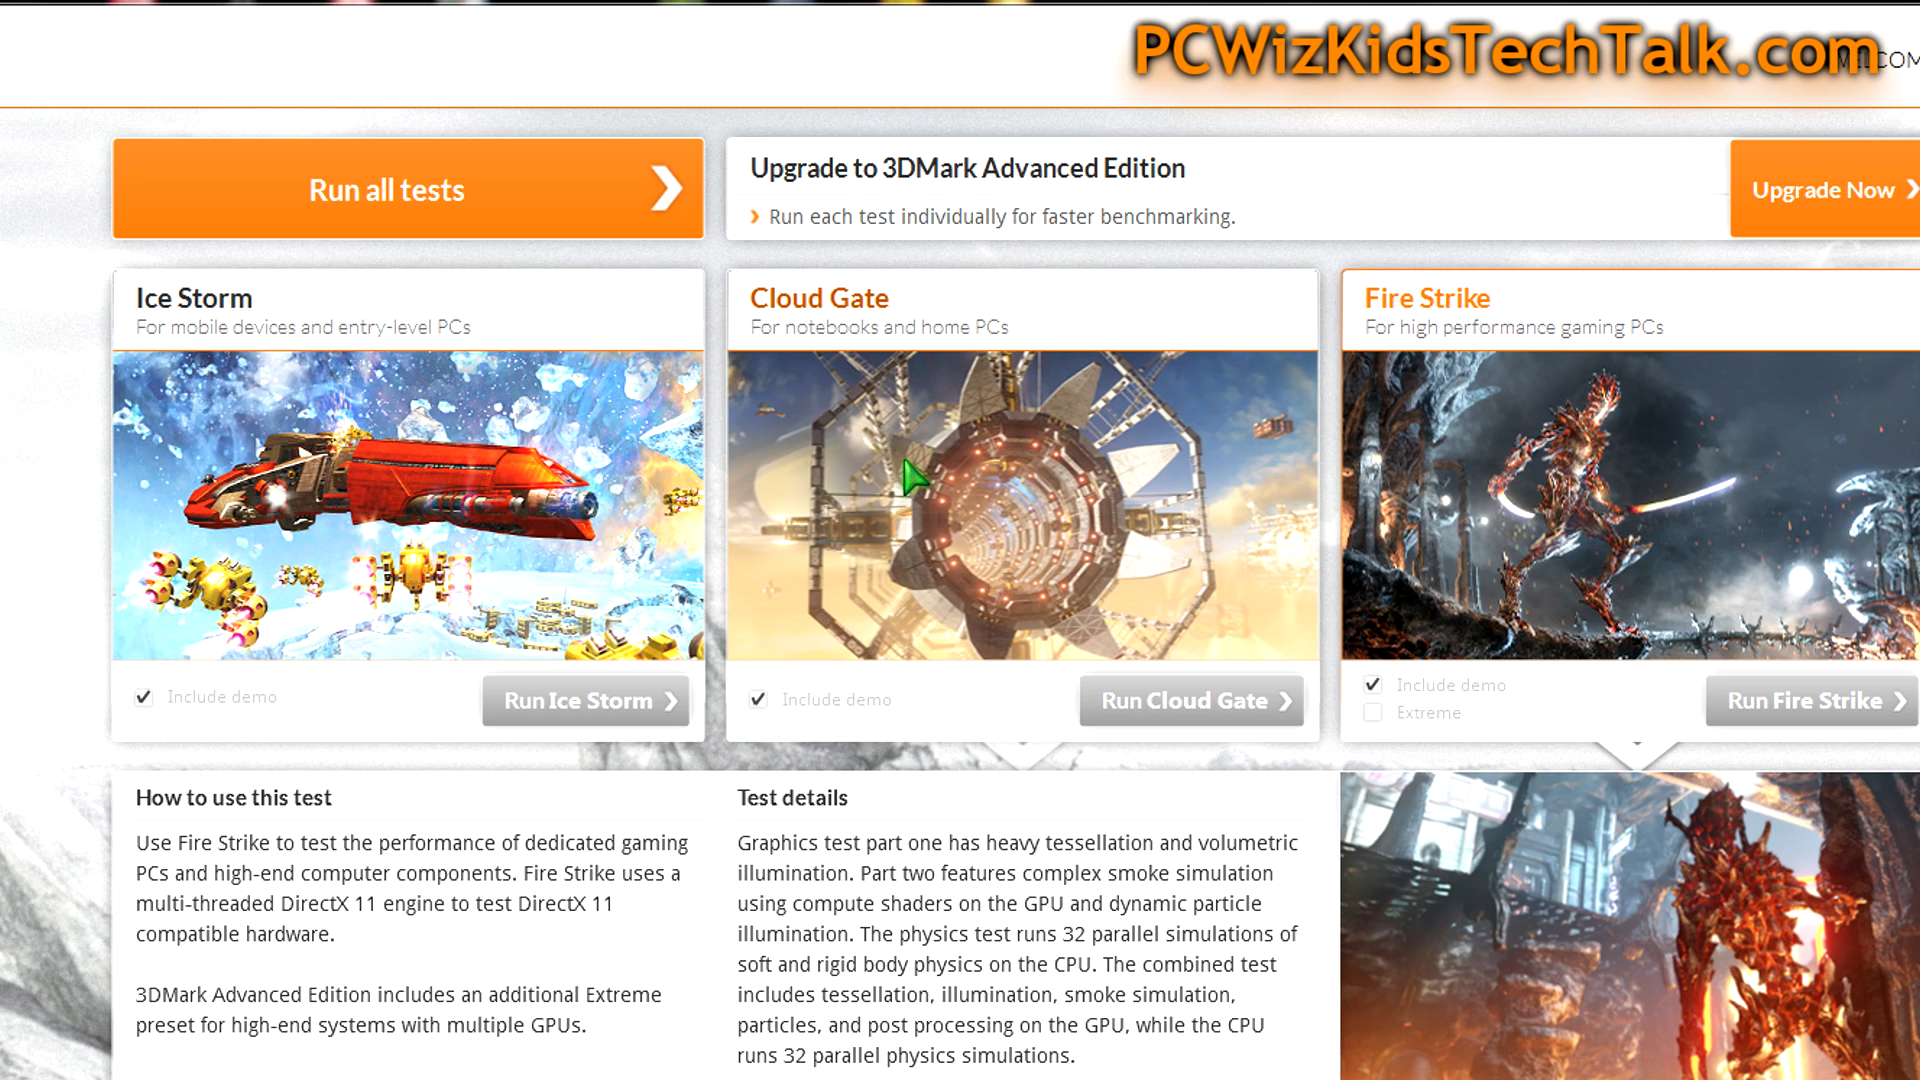 PCWizKidsTechTalk.com
Run all tests
Upgrade to 3DMark Advanced Edition
Run each test individually for faster benchmarking.
Upgrade Now
Ice Storm
For mobile devices and entry-level PCs
Cloud Gate
For notebooks and home PCs
Fire Strike
For high performance gaming PCs
Include demo
Run Ice Storm
Include demo
Run Cloud Gate
Include demo
Extreme
Run Fire Strike
How to use this test
Use Fire Strike to test the performance of dedicated gaming
PCs and high-end computer components. Fire Strike uses a
multi-threaded DirectX 11 engine to test DirectX 11
compatible hardware.
3DMark Advanced Edition includes an additional Extreme
preset for high-end systems with multiple GPUs.
Test details
Graphics test part one has heavy tessellation and volumetric
illumination. Part two features complex smoke simulation
using compute shaders on the GPU and dynamic particle
illumination. The physics test runs 32 parallel simulations of
soft and rigid body physics on the CPU. The combined test
includes tessellation, illumination, smoke simulation,
particles, and post processing on the GPU, while the CPU
runs 32 parallel physics simulations.